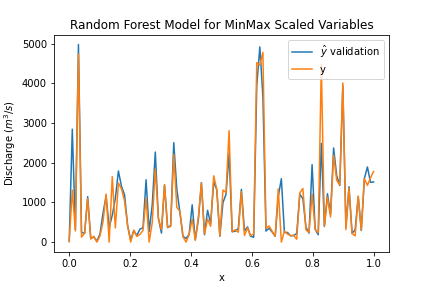 Random Forest Model for MinMax Scaled Variables
Discharge (m³/s)
5000
4000
3000
2000
1000
0
ŷ validation
y
0.0 0.2 0.4 0.6 0.8 1.0
x